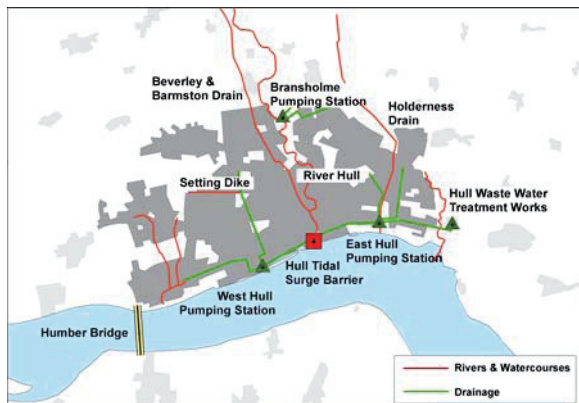 Beverley &
Barmston Drain
Bransholme
Pumping Station
Holderness
Drain
Setting Dike
River Hull
Hull Waste Water
Treatment Works
East Hull
Pumping Station
Hull Tidal
Surge Barrier
West Hull
Pumping Station
Humber Bridge
Rivers & Watercourses
Drainage